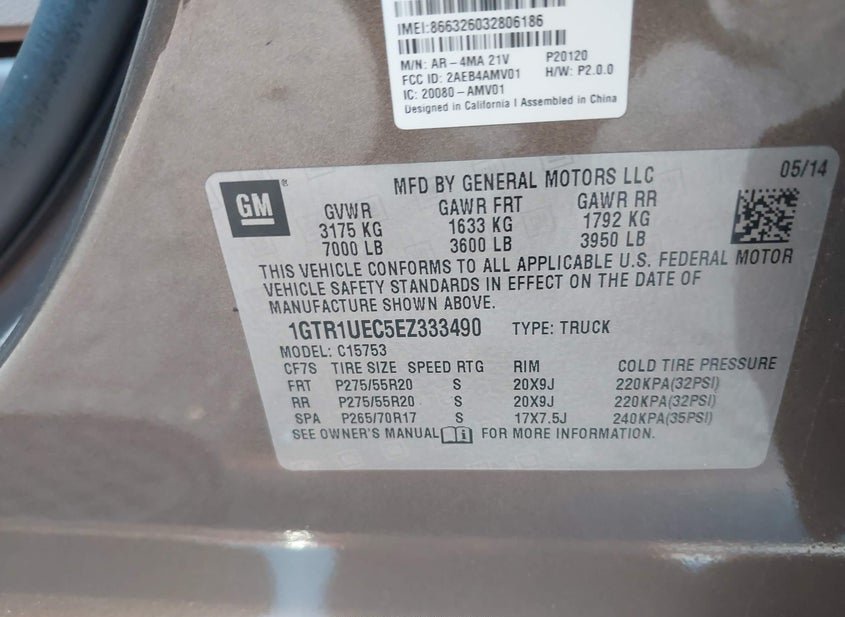 IMEI:866326032806186
M/N: AR-4MA 21V P20120
FCC ID: 2AEB4AMV01 H/W: P2.0.0
IC: 20080-AMV01
Designed in California I Assembled in China
GM®
MFD BY GENERAL MOTORS LLC 05/14
GVWR GAWR FRT GAWR RR
3175 KG 1633 KG 1792 KG
7000 LB 3600 LB 3950 LB
THIS VEHICLE CONFORMS TO ALL APPLICABLE U.S. FEDERAL MOTOR
VEHICLE SAFETY STANDARDS IN EFFECT ON THE DATE OF
MANUFACTURE SHOWN ABOVE.
1GTR1UEC5EZ333490 TYPE: TRUCK
MODEL: C15753
CF7S TIRE SIZE SPEED RTG RIM COLD TIRE PRESSURE
FRT P275/55R20 S 20X9J 220KPA(32PSI)
RR P275/55R20 S 20X9J 220KPA(32PSI)
SPA P265/70R17 S 17X7.5J 240KPA(35PSI)
SEE OWNER'S MANUAL FOR MORE INFORMATION.